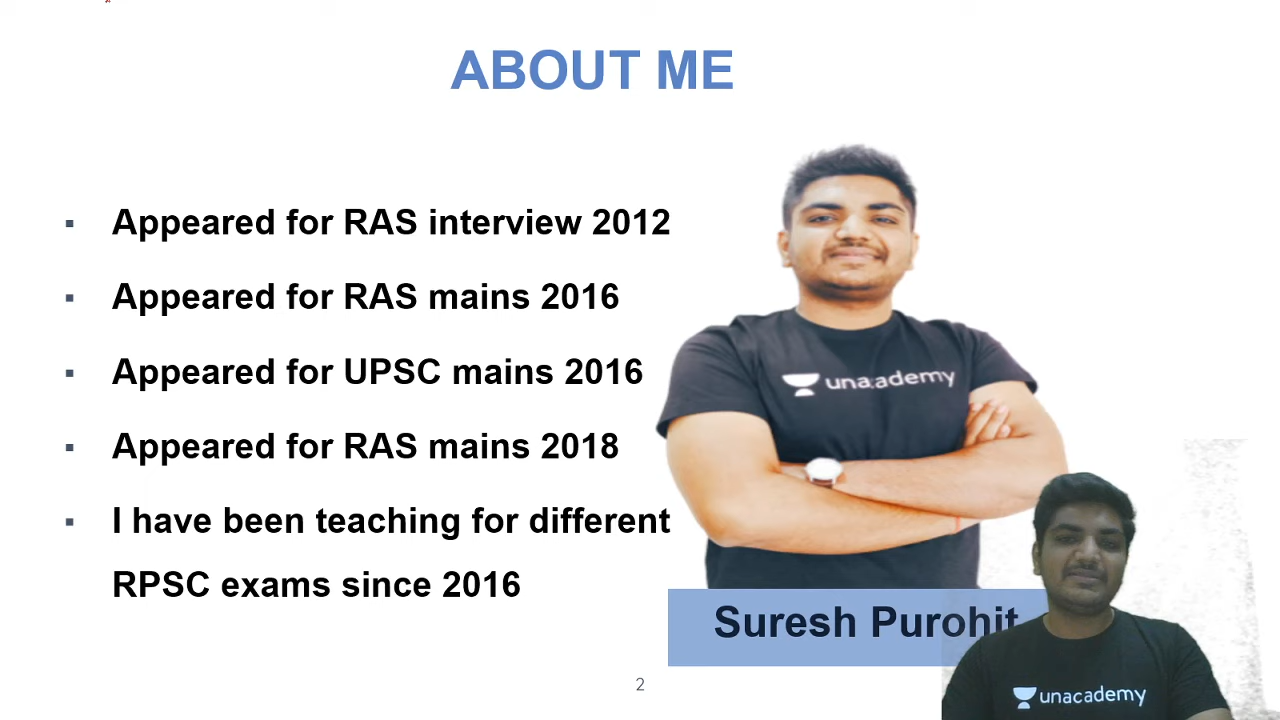 ABOUT ME
▪ Appeared for RAS interview 2012
▪ Appeared for RAS mains 2016
▪ Appeared for UPSC mains 2016
▪ Appeared for RAS mains 2018
▪ I have been teaching for different
RPSC exams since 2016
unacademy
Suresh Purohit
unacademy
2